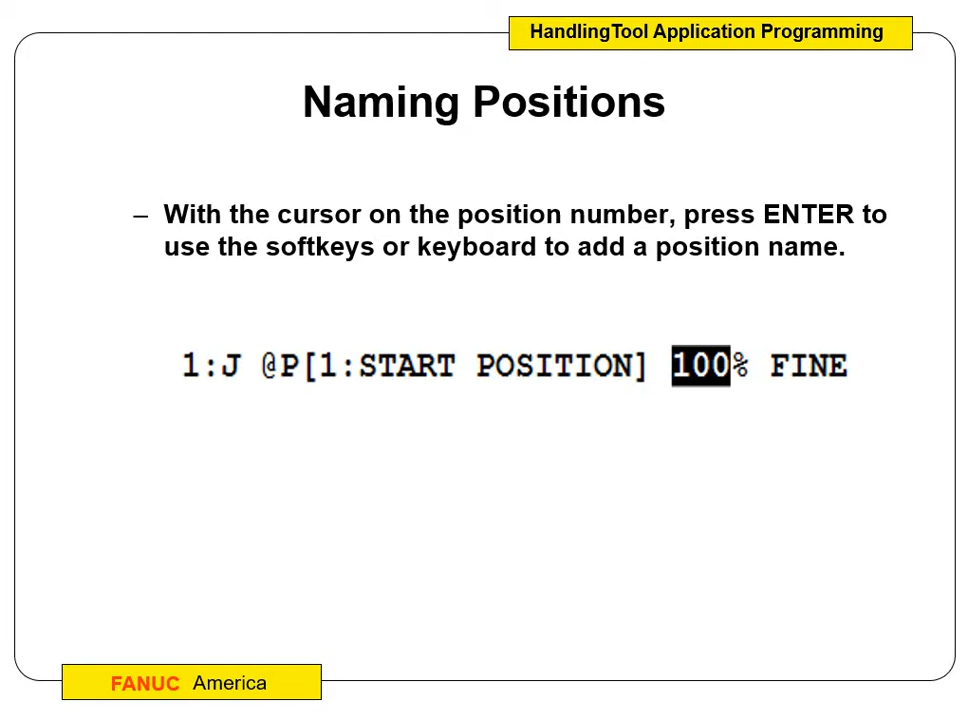 HandlingTool Application Programming
Naming Positions
– With the cursor on the position number, press ENTER to
use the softkeys or keyboard to add a position name.
1:J @P[1:START POSITION] 100% FINE
FANUC America